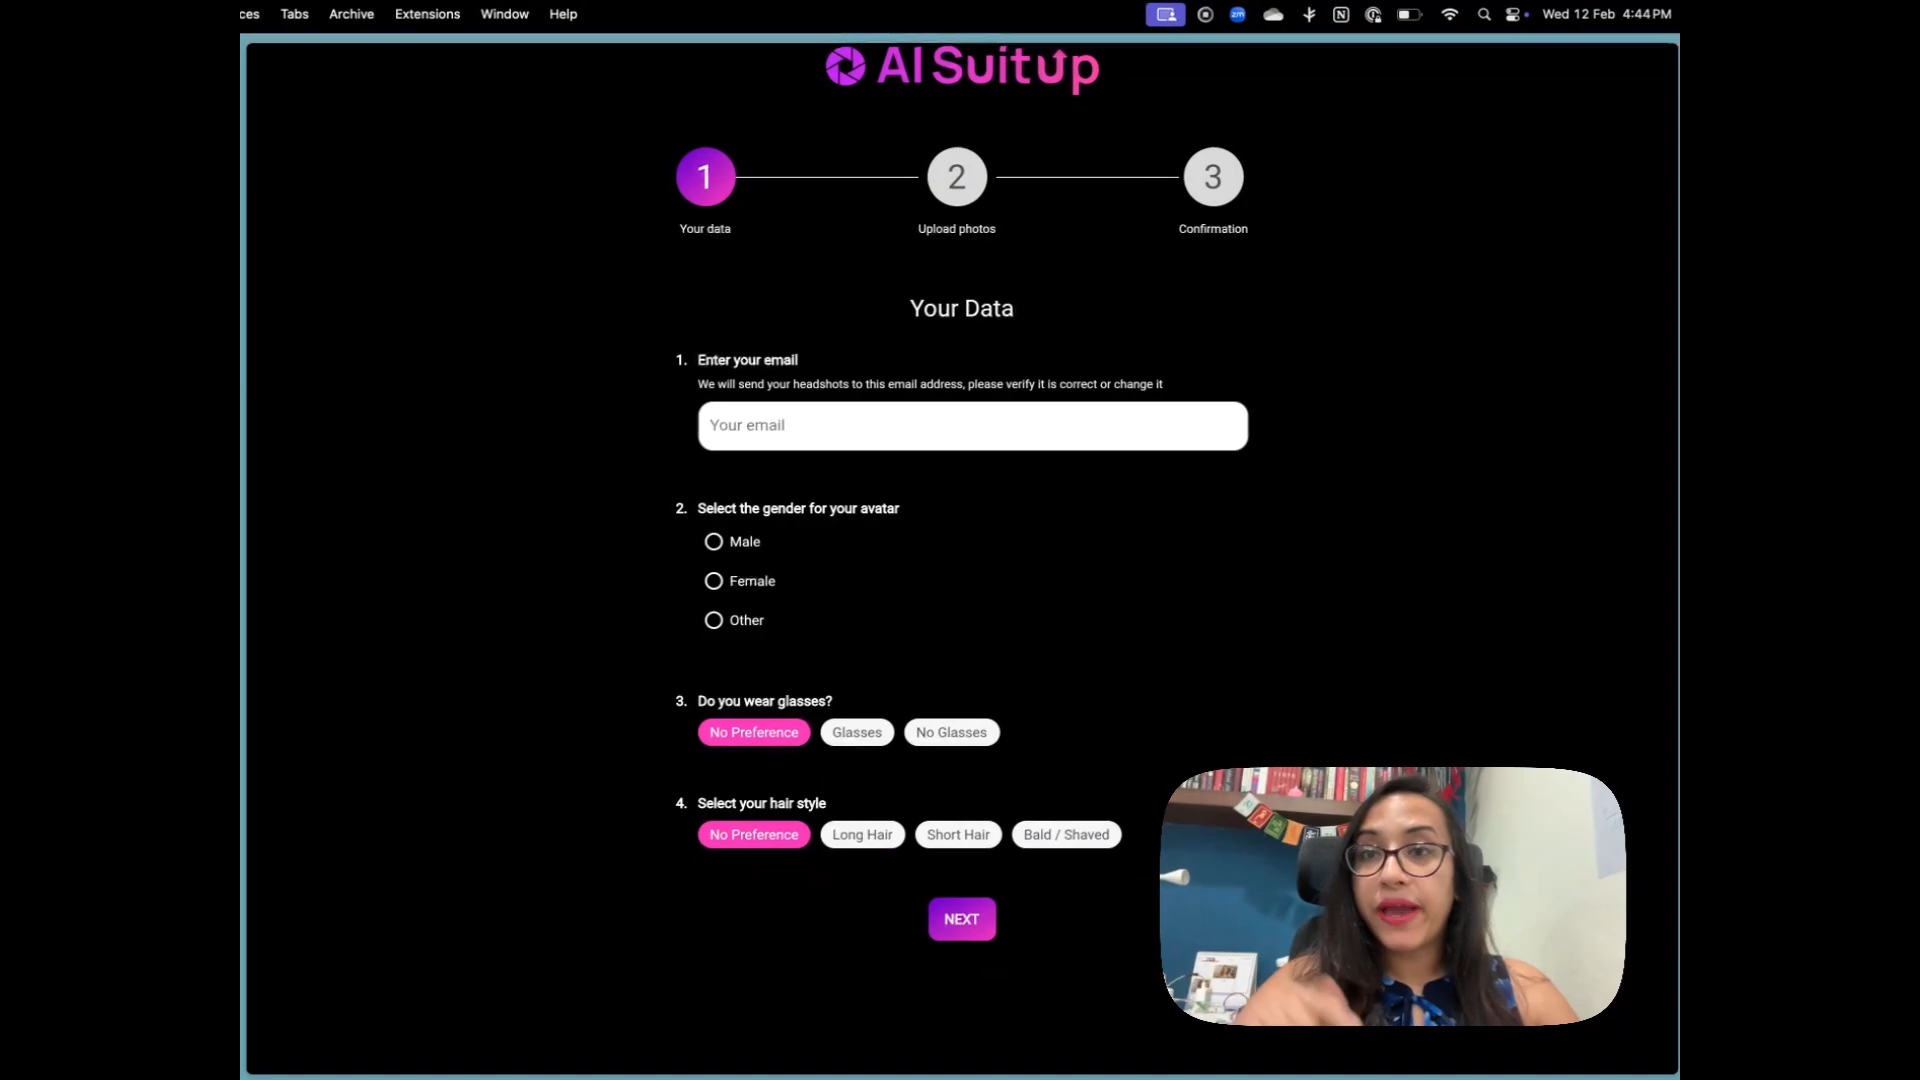 ces Tabs Archive Extensions Window Help zm N Wed 12 Feb 4:44 PM
AI SuitUp
1 2 3
Your data Upload photos Confirmation
Your Data
1. Enter your email
We will send your headshots to this email address, please verify it is correct or change it
Your email
2. Select the gender for your avatar
Male
Female
Other
3. Do you wear glasses?
No Preference Glasses No Glasses
4. Select your hair style
No Preference Long Hair Short Hair Bald / Shaved
NEXT